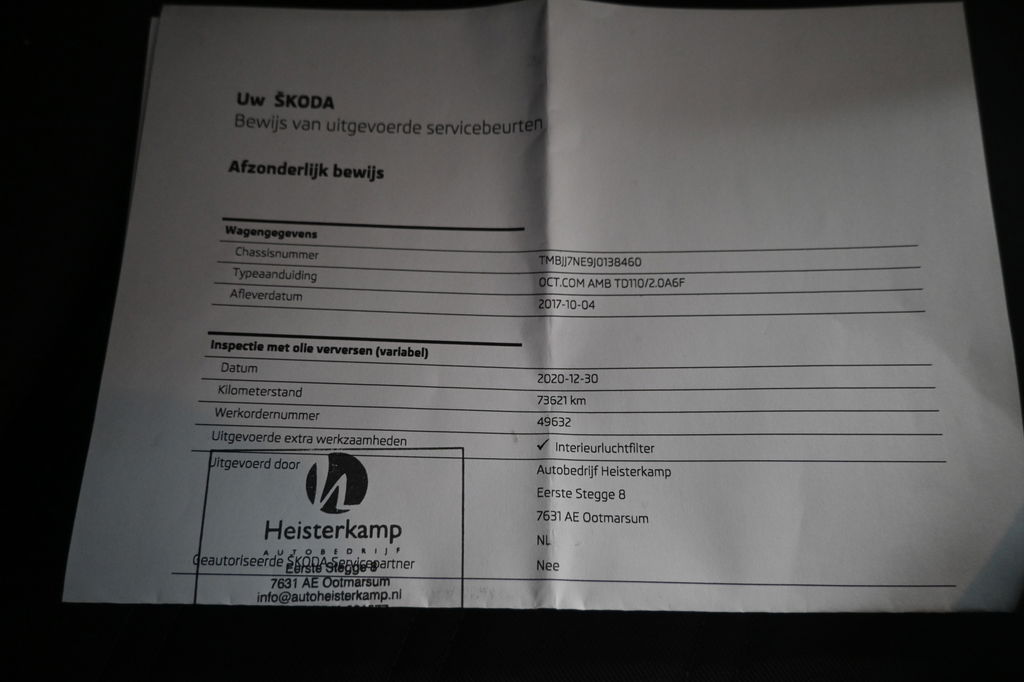 Uw ŠKODA
Bewijs van uitgevoerde servicebeurten
Afzonderlijk bewijs
Wagengegevens
Chassisnummer TMBJJ7NE9J0138460
Typeaanduiding OCT.COM AMB TD110/2.0A6F
Afleverdatum 2017-10-04
Inspectie met olie verversen (variabel)
Datum 2020-12-30
Kilometerstand 73621 km
Werkordernummer 49632
Uitgevoerde extra werkzaamheden ✓ Interieurluchtfilter
Uitgevoerd door Autobedrijf Heisterkamp
Eerste Stegge 8
7631 AE Ootmarsum
NL
Geautoriseerde ŠKODA Servicepartner Nee
Heisterkamp
AUTOBEDRIJF
Eerste Stegge 8
7631 AE Ootmarsum
info@autoheisterkamp.nl